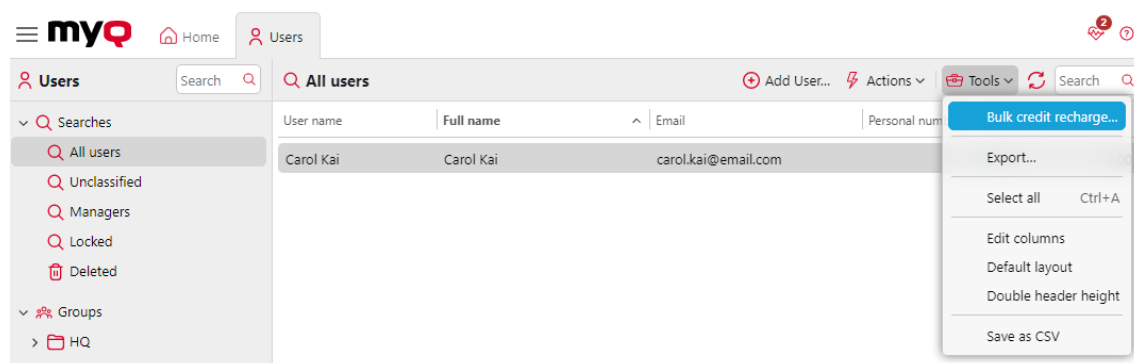 myQ Home Users 2
Users Search All users Add User... Actions Tools Search
Searches User name Full name Email Personal num Bulk credit recharge...
All users Carol Kai Carol Kai carol.kai@email.com Export...
Unclassified Select all Ctrl+A
Managers
Locked Edit columns
Deleted Default layout
Double header height
Groups
HQ Save as CSV